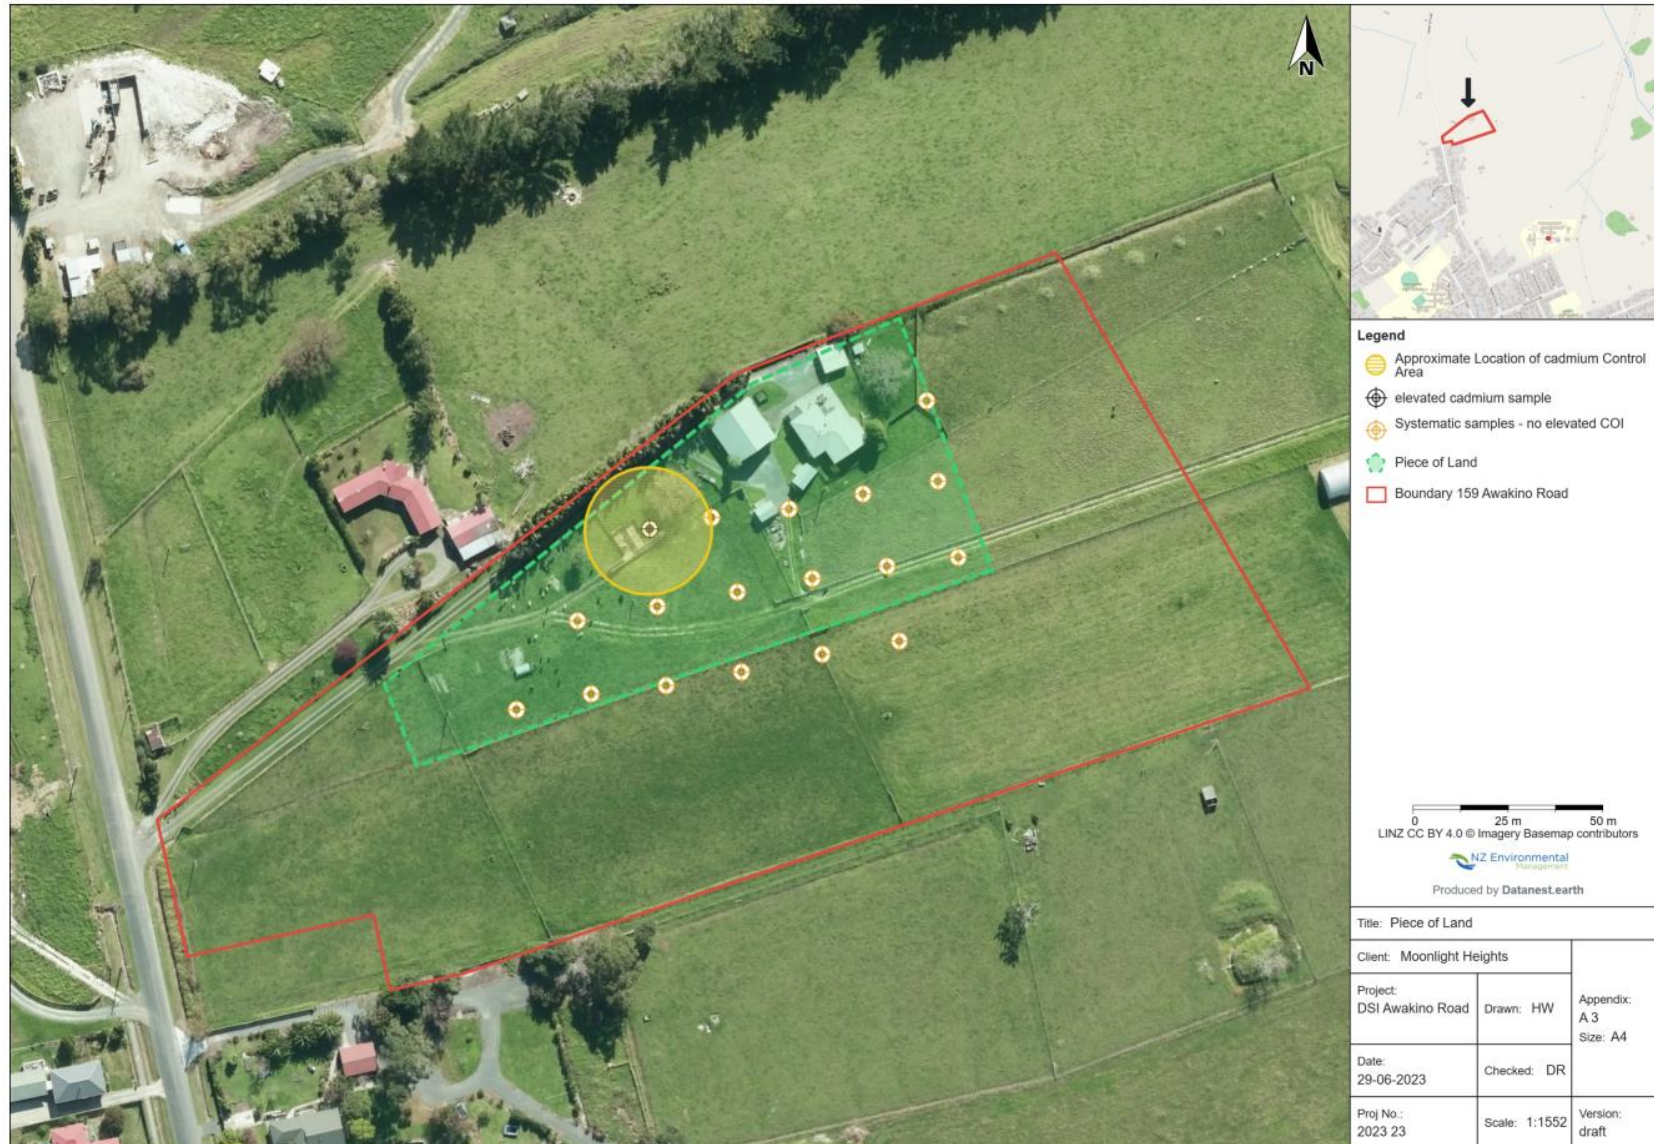 N
Legend
Approximate Location of cadmium Control
Area
elevated cadmium sample
Systematic samples - no elevated COI
Piece of Land
Boundary 159 Awakino Road
0 25 m 50 m
LINZ CC BY 4.0 © Imagery Basemap contributors
NZ Environmental
Management
Produced by Datanest.earth
Title: Piece of Land
Client: Moonlight Heights
Project:
DSI Awakino Road
Drawn: HW
Appendix:
A 3
Size: A4
Date:
29-06-2023
Checked: DR
Proj No.:
2023 23
Scale: 1:1552
Version:
draft